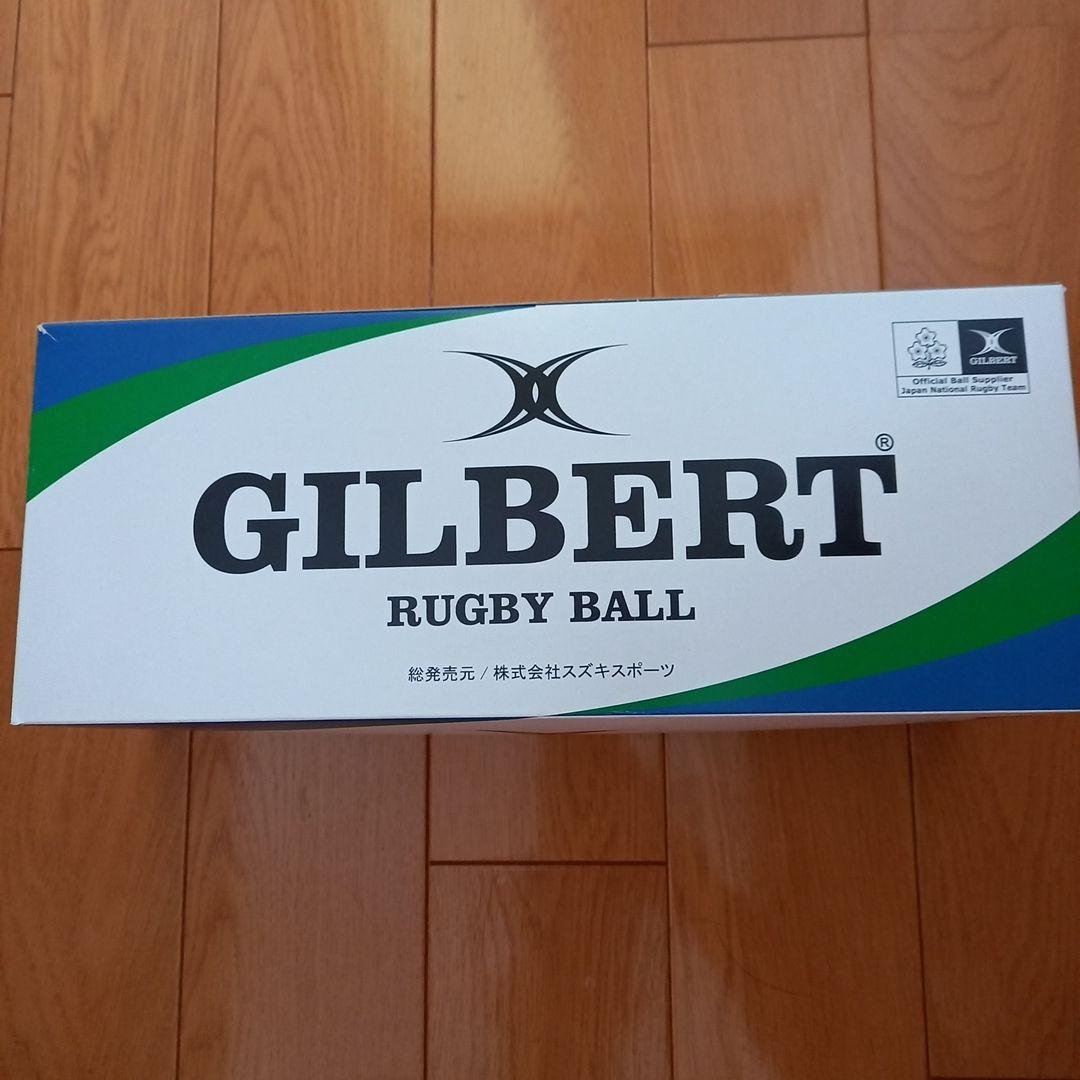 GILBERT
Official Ball Supplier
Japan National Rugby Team
GILBERT®
RUGBY BALL
総発売元 / 株式会社スズキスポーツ